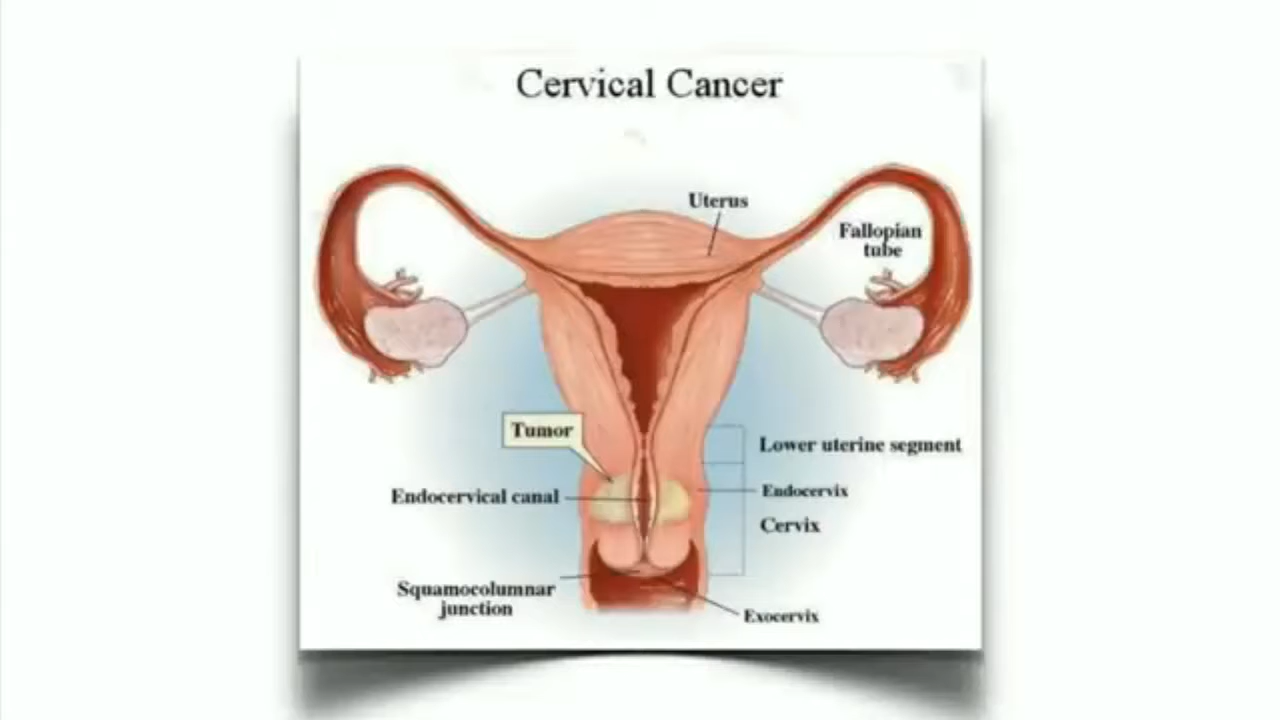 Cervical Cancer
Uterus
Fallopian
tube
Tumor
Lower uterine segment
Endocervical canal
Endocervix
Cervix
Squamocolumnar
junction
Exocervix